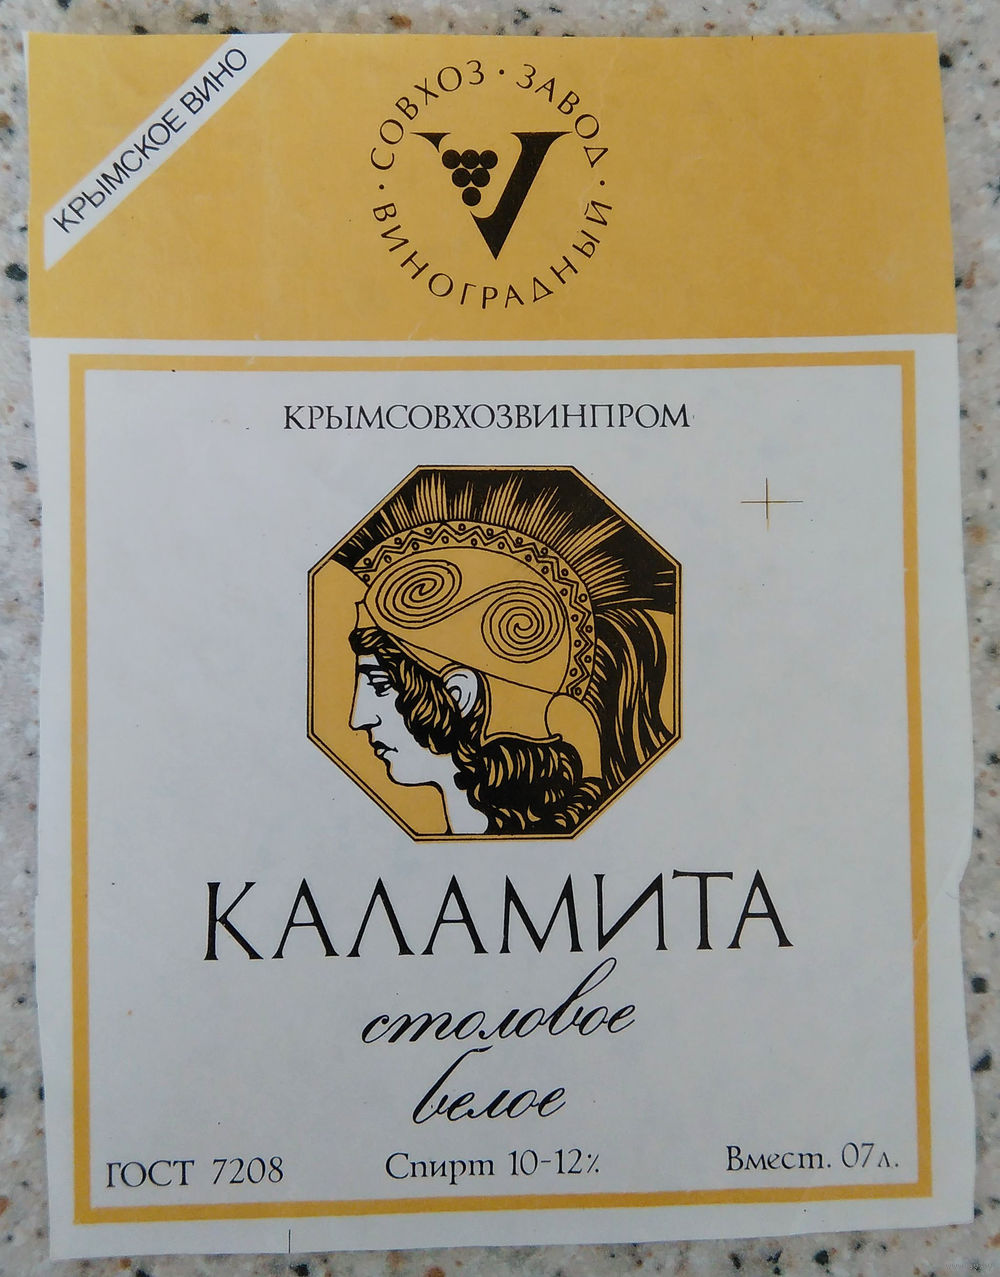 КРЫМСКОЕ ВИНО
СОВХОЗ · ЗАВОД · ВИНОГРАДНЫЙ ·
КРЫМСОВХОЗВИНПРОМ
КАЛАМИТА
столовое
белое
ГОСТ 7208 Спирт 10-12% Вмест. 07л.